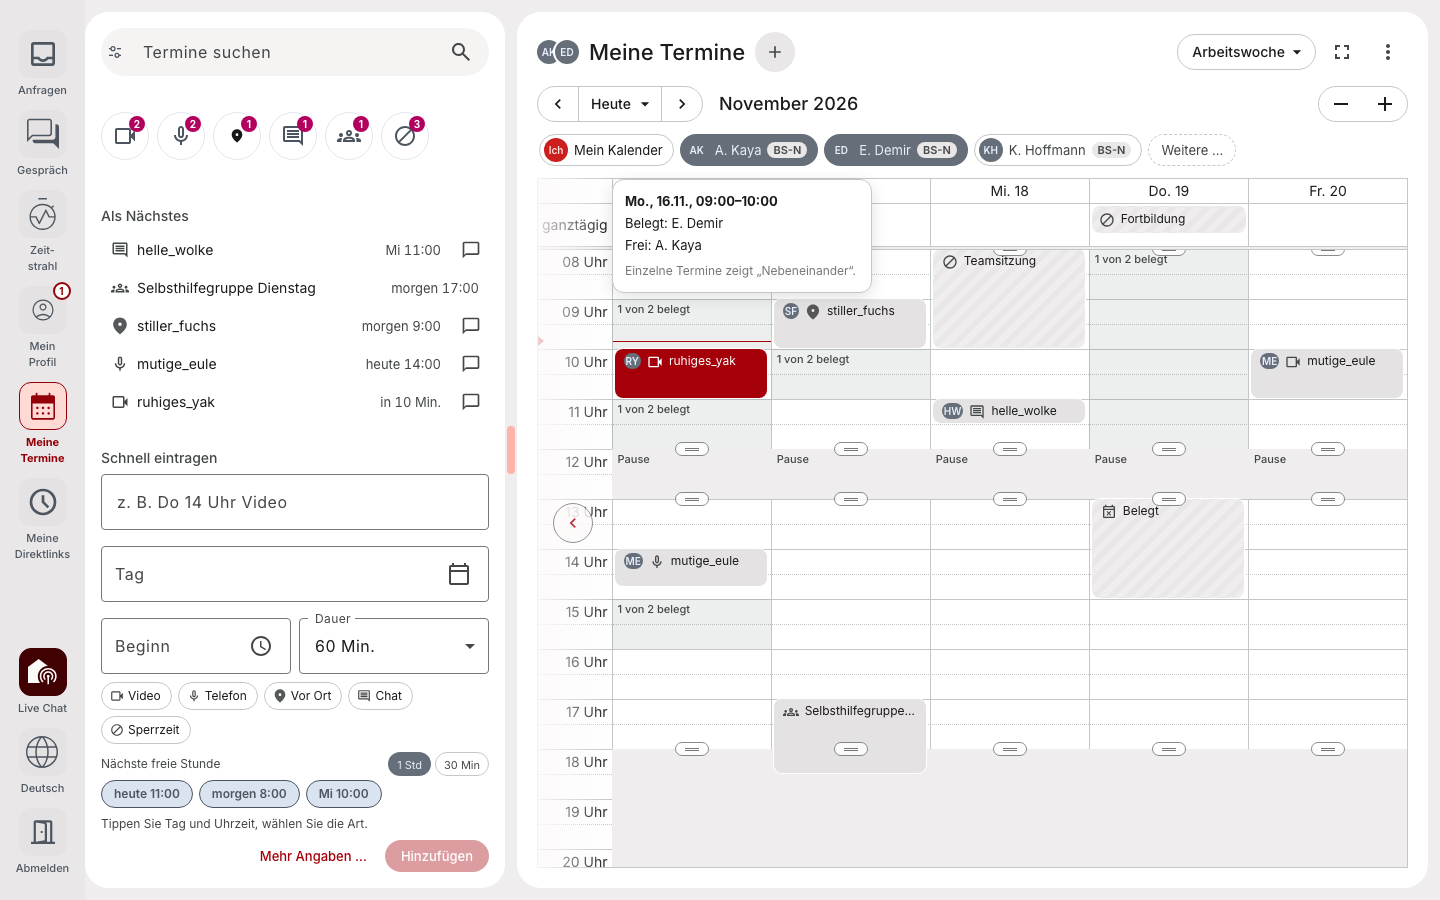 Anfragen
Gespräch
Zeit-
strahl
1
Mein
Profil
Meine
Termine
Meine
Direktlinks
Live Chat
Deutsch
Abmelden
Termine suchen
2
2
1
1
1
3
Als Nächstes
helle_wolke Mi 11:00
Selbsthilfegruppe Dienstag morgen 17:00
stiller_fuchs morgen 9:00
mutige_eule heute 14:00
ruhiges_yak in 10 Min.
Schnell eintragen
z. B. Do 14 Uhr Video
Tag
Beginn
Dauer
60 Min.
Video Telefon Vor Ort Chat
Sperrzeit
Nächste freie Stunde 1 Std 30 Min
heute 11:00 morgen 8:00 Mi 10:00
Tippen Sie Tag und Uhrzeit, wählen Sie die Art.
Mehr Angaben ... Hinzufügen
ED Meine Termine
Arbeitswoche
Heute November 2026
Ich Mein Kalender AK A. Kaya BS-N ED E. Demir BS-N KH K. Hoffmann BS-N Weitere ...
Mi. 18 Do. 19 Fr. 20
Mo., 16.11., 09:00–10:00
Belegt: E. Demir
Frei: A. Kaya
Einzelne Termine zeigt „Nebeneinander“.
ganztägig
Fortbildung
08 Uhr
Teamsitzung
1 von 2 belegt
09 Uhr
1 von 2 belegt
SF stiller_fuchs
10 Uhr
RY ruhiges_yak
1 von 2 belegt
ME mutige_eule
11 Uhr
1 von 2 belegt
HW helle_wolke
12 Uhr
Pause
Pause
Pause
Pause
Pause
13 Uhr
Belegt
14 Uhr
ME mutige_eule
15 Uhr
1 von 2 belegt
16 Uhr
17 Uhr
Selbsthilfegruppe...
18 Uhr
19 Uhr
20 Uhr